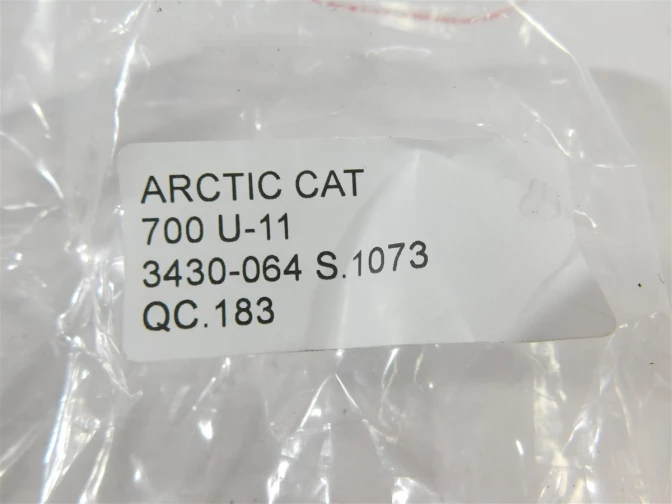 ARCTIC CAT
700 U-11
3430-064 S.1073
QC.183